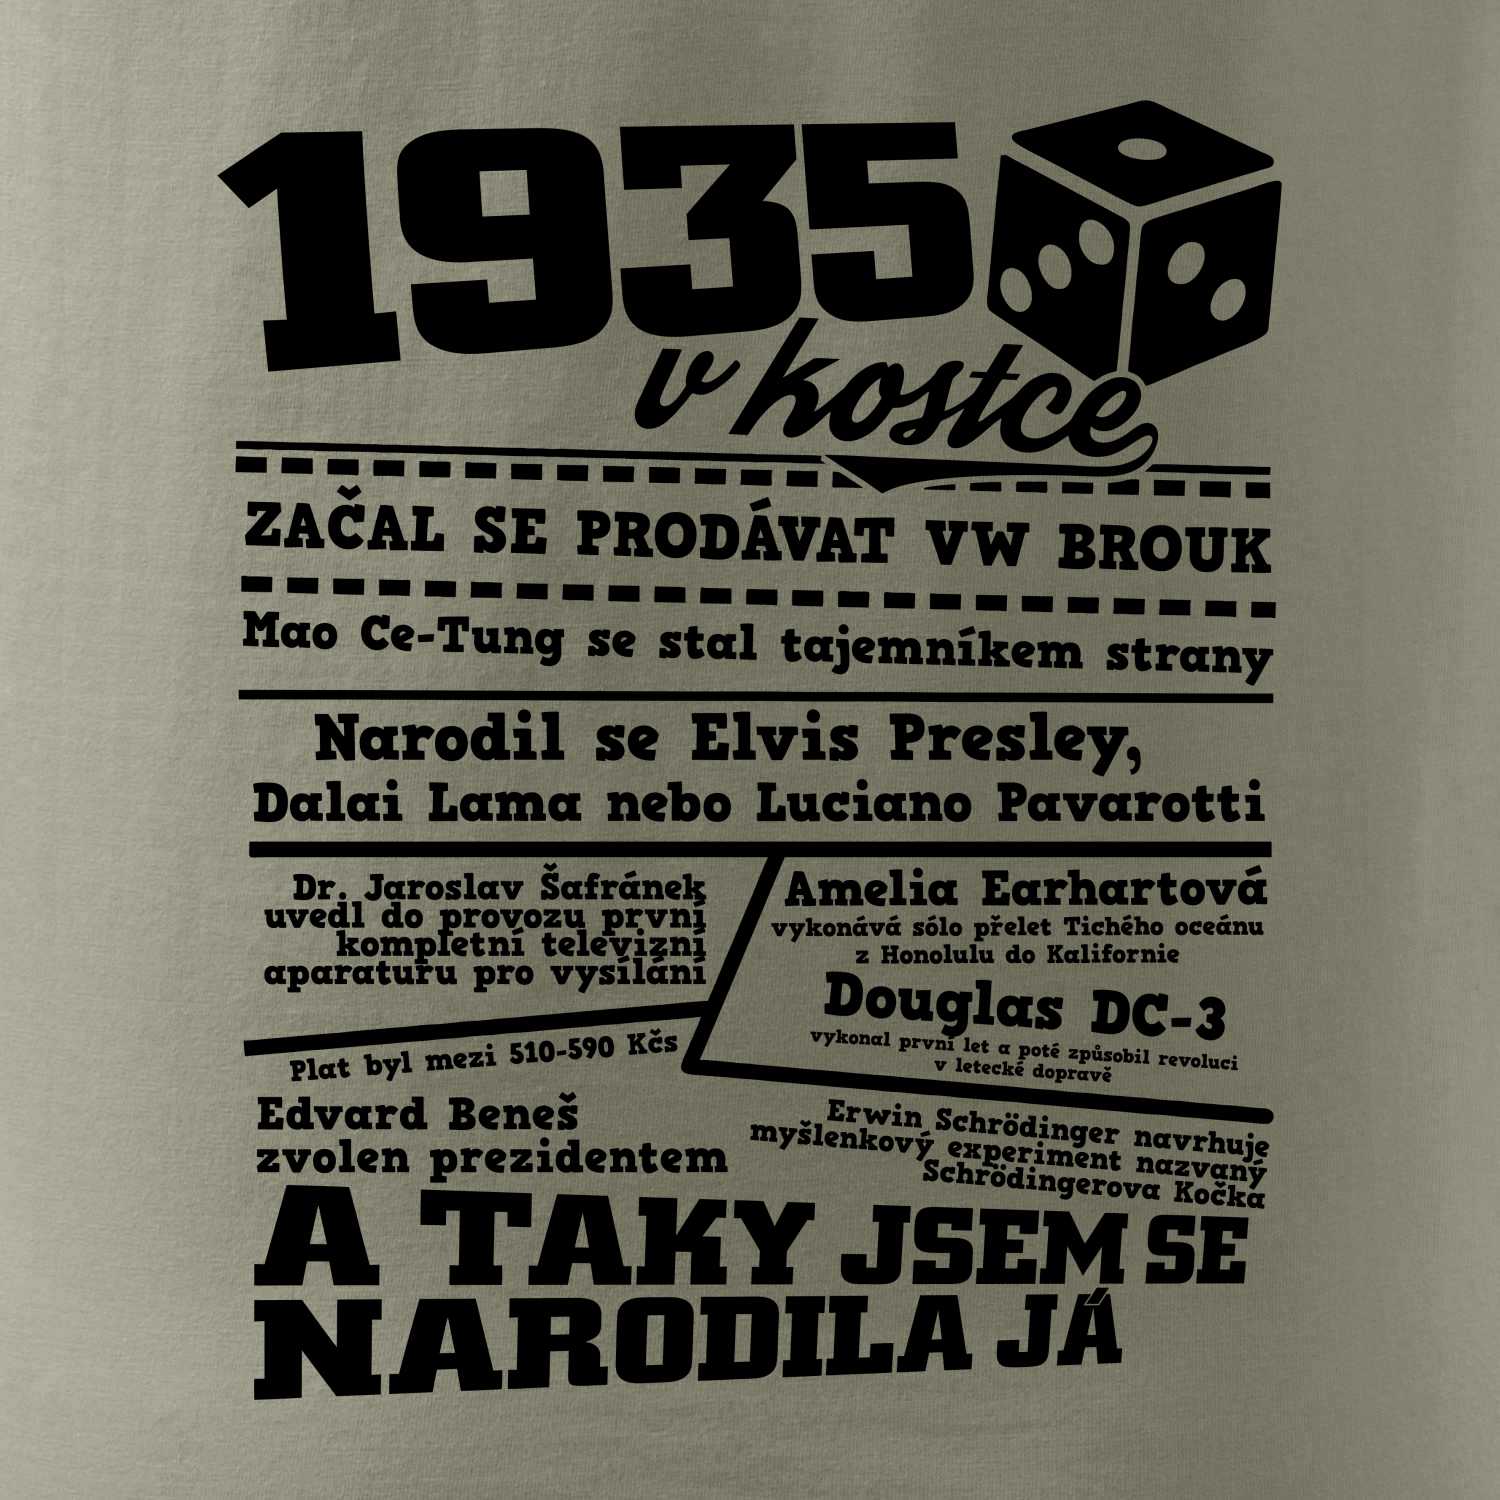 1935
v kostce
ZAČAL SE PRODÁVAT VW BROUK
Mao Ce-Tung se stal tajemníkem strany
Narodil se Elvis Presley,
Dalai Lama nebo Luciano Pavarotti
Dr. Jaroslav Šafránek
uvedl do provozu první
kompletní televizní
aparaturu pro vysílání
Plat byl mezi 510-590 Kčs
Edvard Beneš
zvolen prezidentem
Amelia Earhartová
vykonává sólo přelet Tichého oceánu
z Honolulu do Kalifornie
Douglas DC-3
vykonal první let a poté způsobil revoluci
v letecké dopravě
Erwin Schrödinger navrhuje
myšlenkový experiment nazvaný
Schrödingerova Kočka
A TAKY JSEM SE
NARODILA JÁ